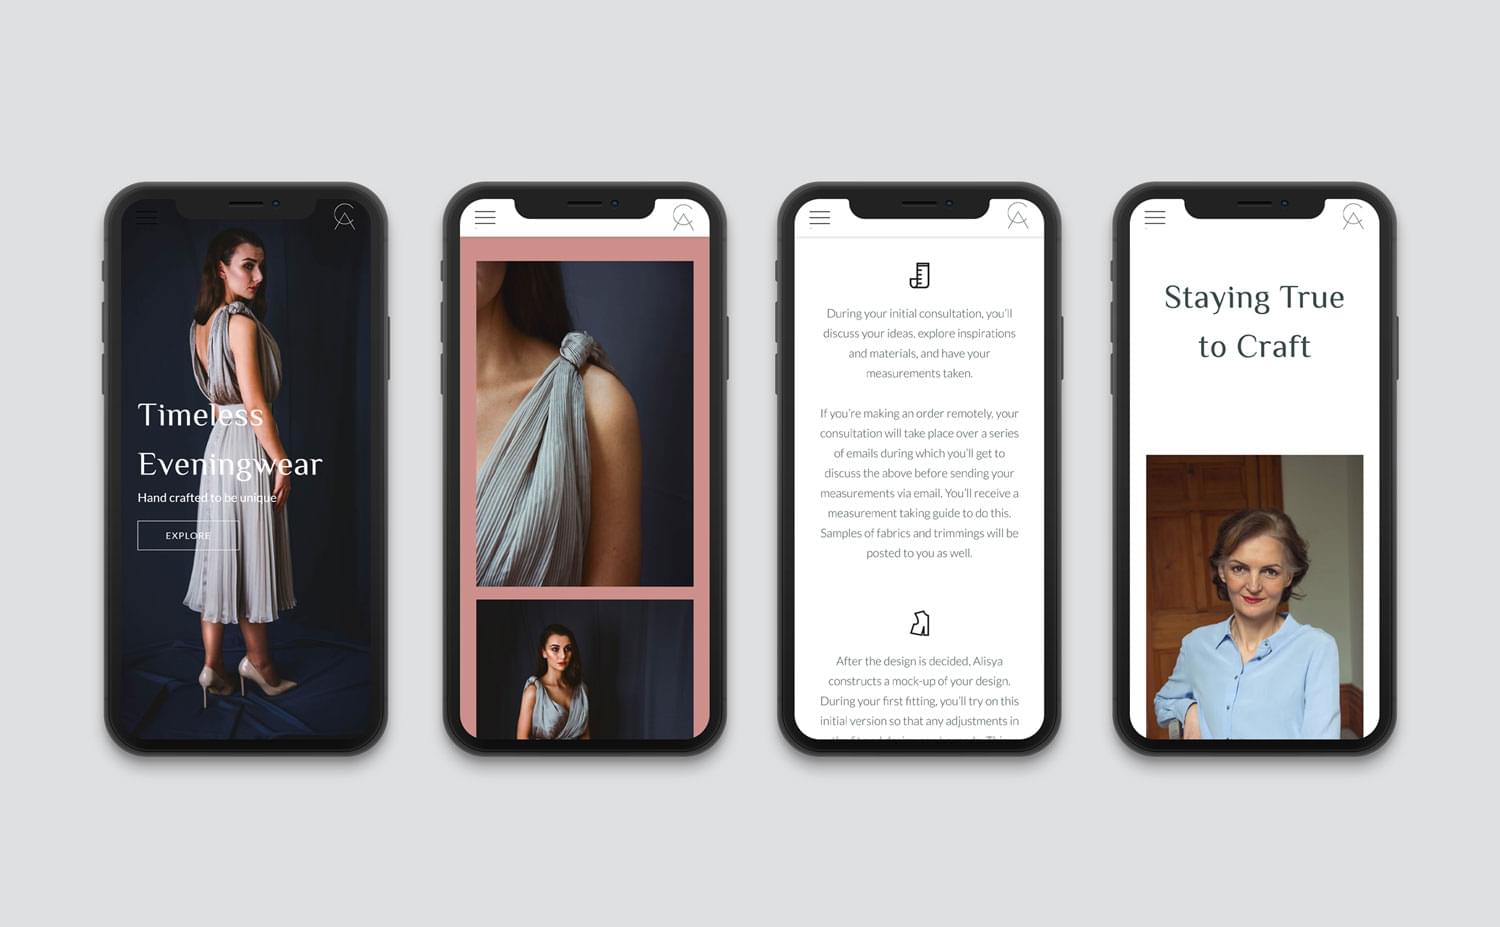 Timeless
Eveningwear
Hand crafted to be unique
EXPLORE
During your initial consultation, you'll
discuss your ideas, explore inspirations
and materials, and have your
measurements taken.
If you're making an order remotely, your
consultation will take place over a series
of emails during which you'll get to
discuss the above before sending your
measurements via email. You'll receive a
measurement taking guide to do this.
Samples of fabrics and trimmings will be
posted to you as well.
After the design is decided, Alisya
constructs a mock-up of your design.
During your first fitting, you'll try on this
initial version so that any adjustments in
Staying True
to Craft